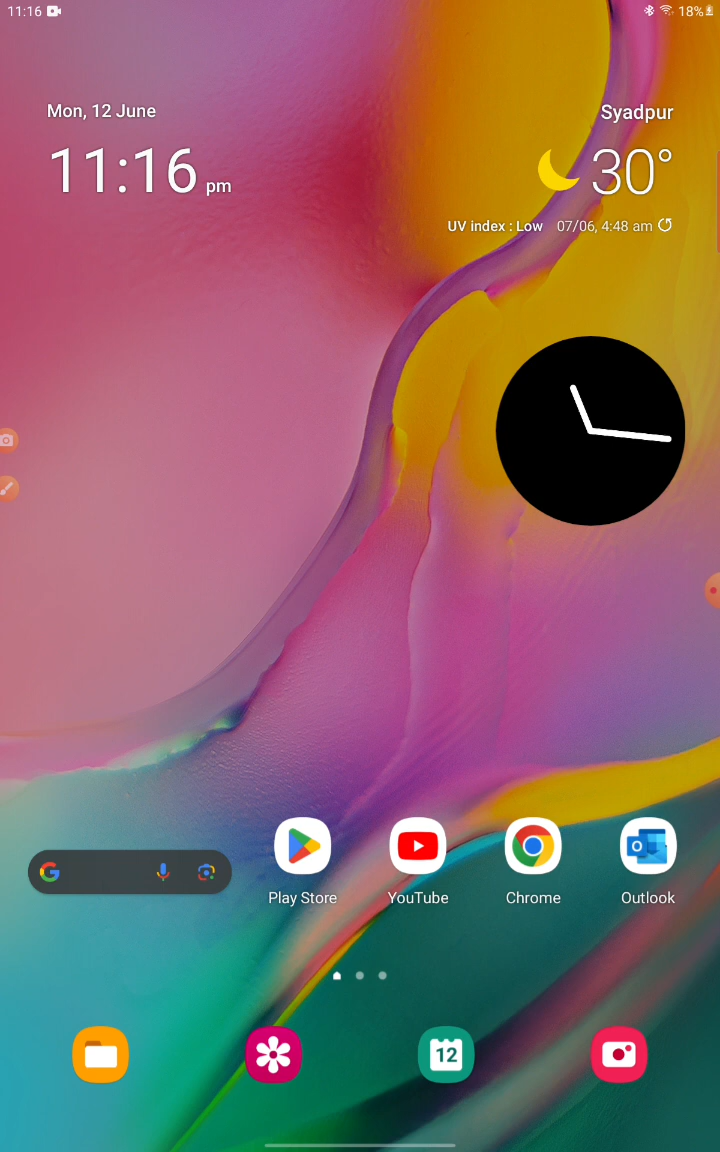 11:16
18%
Mon, 12 June
11:16 pm
Syadpur
30°
UV index : Low 07/06, 4:48 am
Play Store
YouTube
Chrome
Outlook
12